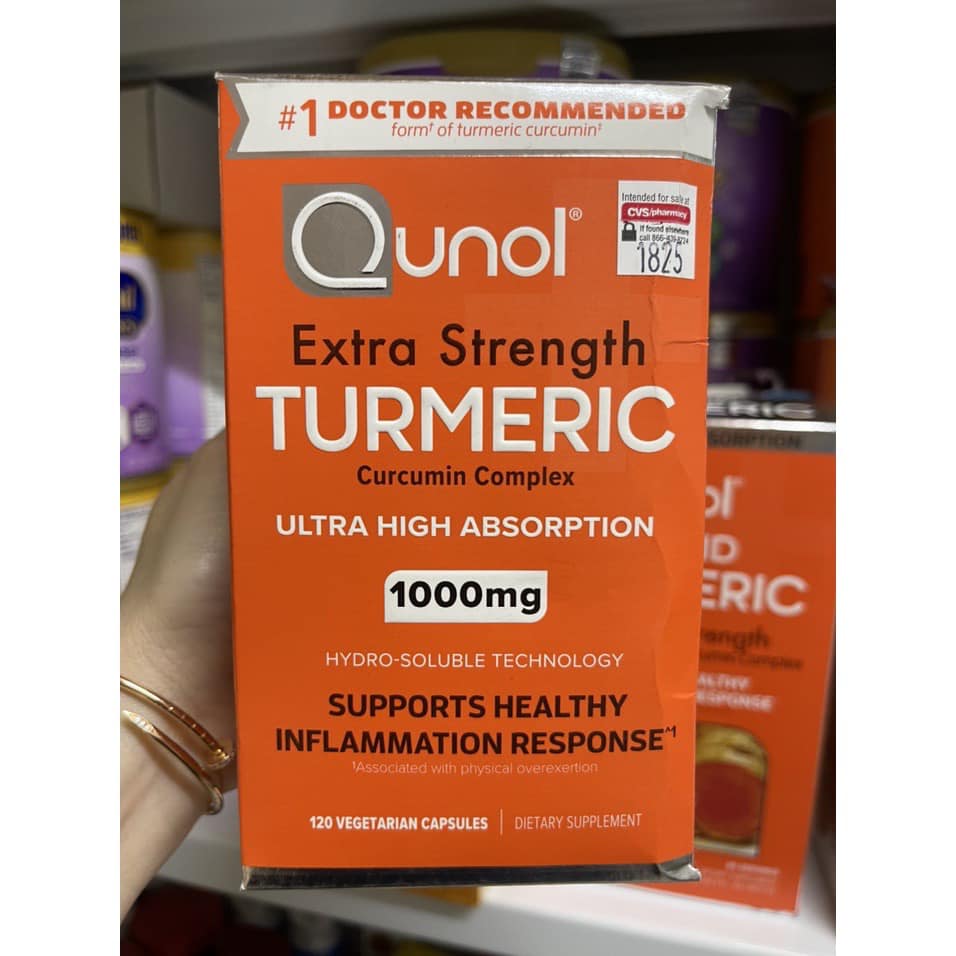 #1 DOCTOR RECOMMENDED
form† of turmeric curcumin‡
Qunol®
Intended for sale at
CVS/pharmacy
If found elsewhere
1825
Extra Strength
TURMERIC
Curcumin Complex
ULTRA HIGH ABSORPTION
1000mg
HYDRO-SOLUBLE TECHNOLOGY
SUPPORTS HEALTHY
INFLAMMATION RESPONSE^1
1Associated with physical overexertion
120 VEGETARIAN CAPSULES | DIETARY SUPPLEMENT
ERIC